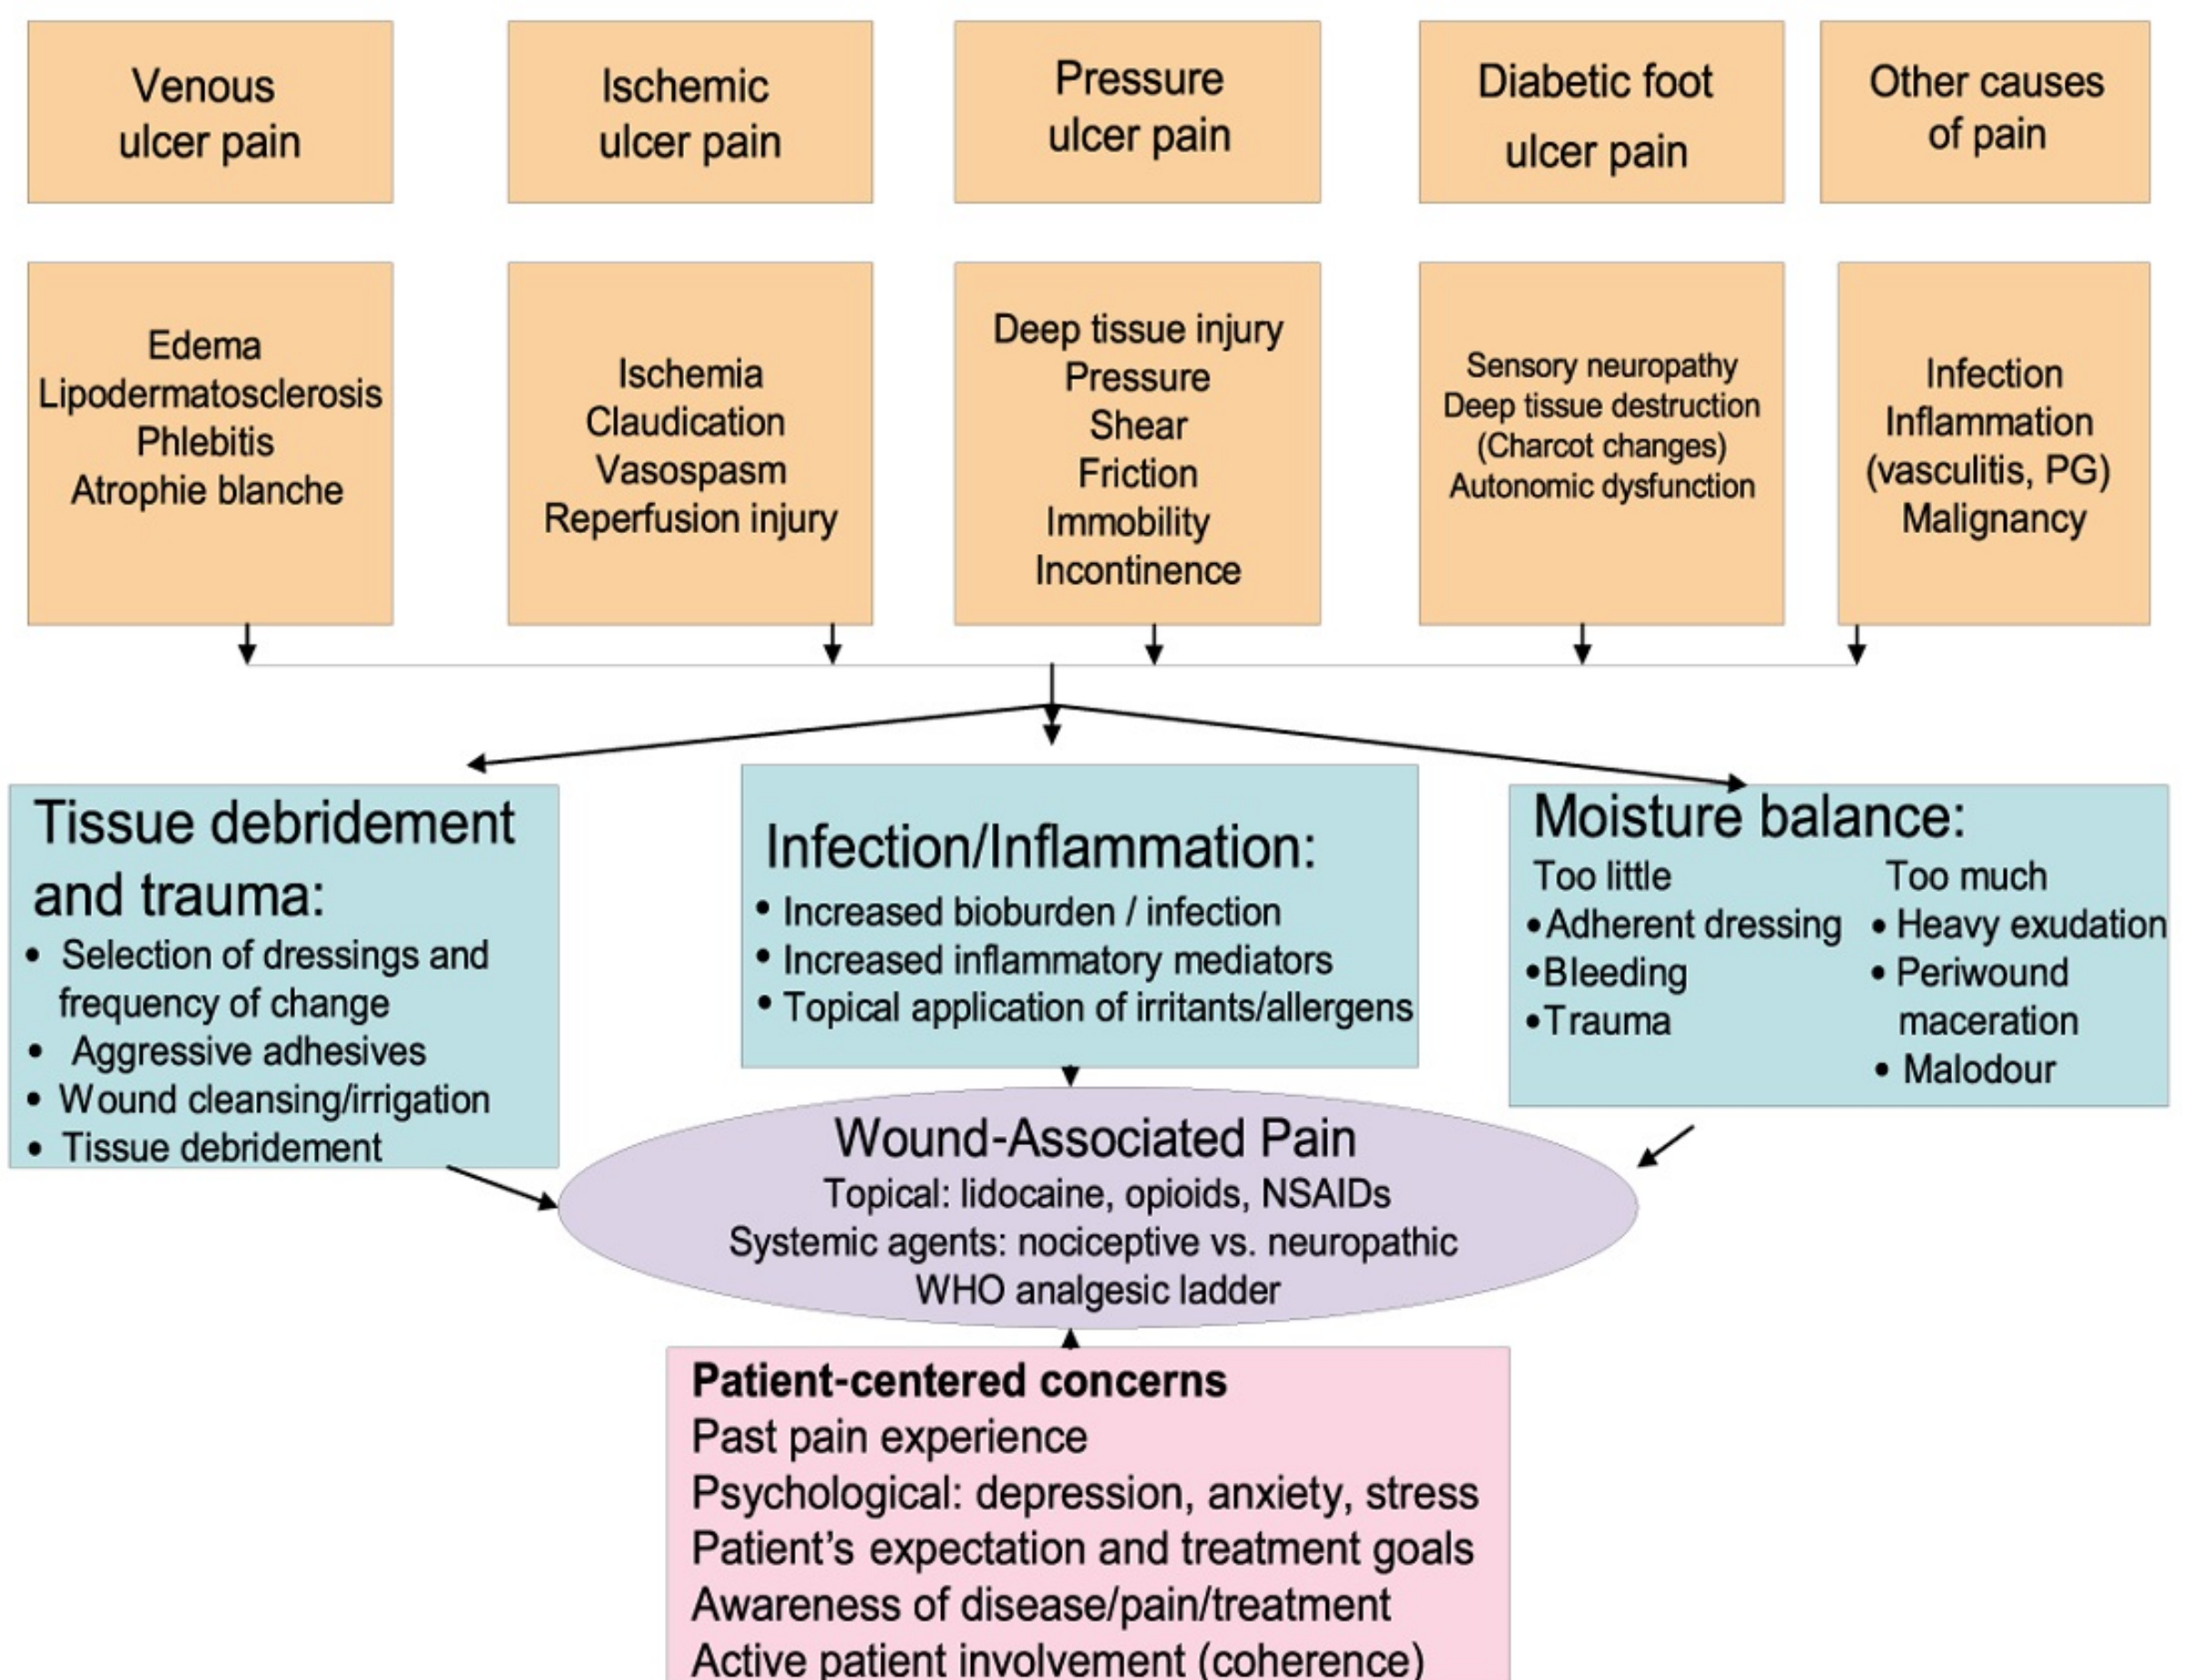 Venous
ulcer pain
Ischemic
ulcer pain
Pressure
ulcer pain
Diabetic foot
ulcer pain
Other causes
of pain
Edema
Lipodermatosclerosis
Phlebitis
Atrophie blanche
Ischemia
Claudication
Vasospasm
Reperfusion injury
Deep tissue injury
Pressure
Shear
Friction
Immobility
Incontinence
Sensory neuropathy
Deep tissue destruction
(Charcot changes)
Autonomic dysfunction
Infection
Inflammation
(vasculitis, PG)
Malignancy
Tissue debridement
and trauma:
• Selection of dressings and
frequency of change
• Aggressive adhesives
• Wound cleansing/irrigation
• Tissue debridement
Infection/Inflammation:
• Increased bioburden / infection
• Increased inflammatory mediators
• Topical application of irritants/allergens
Moisture balance:
Too little
•Adherent dressing
•Bleeding
•Trauma
Too much
• Heavy exudation
• Periwound
maceration
• Malodour
Wound-Associated Pain
Topical: lidocaine, opioids, NSAIDs
Systemic agents: nociceptive vs. neuropathic
WHO analgesic ladder
Patient-centered concerns
Past pain experience
Psychological: depression, anxiety, stress
Patient’s expectation and treatment goals
Awareness of disease/pain/treatment
Active patient involvement (coherence)